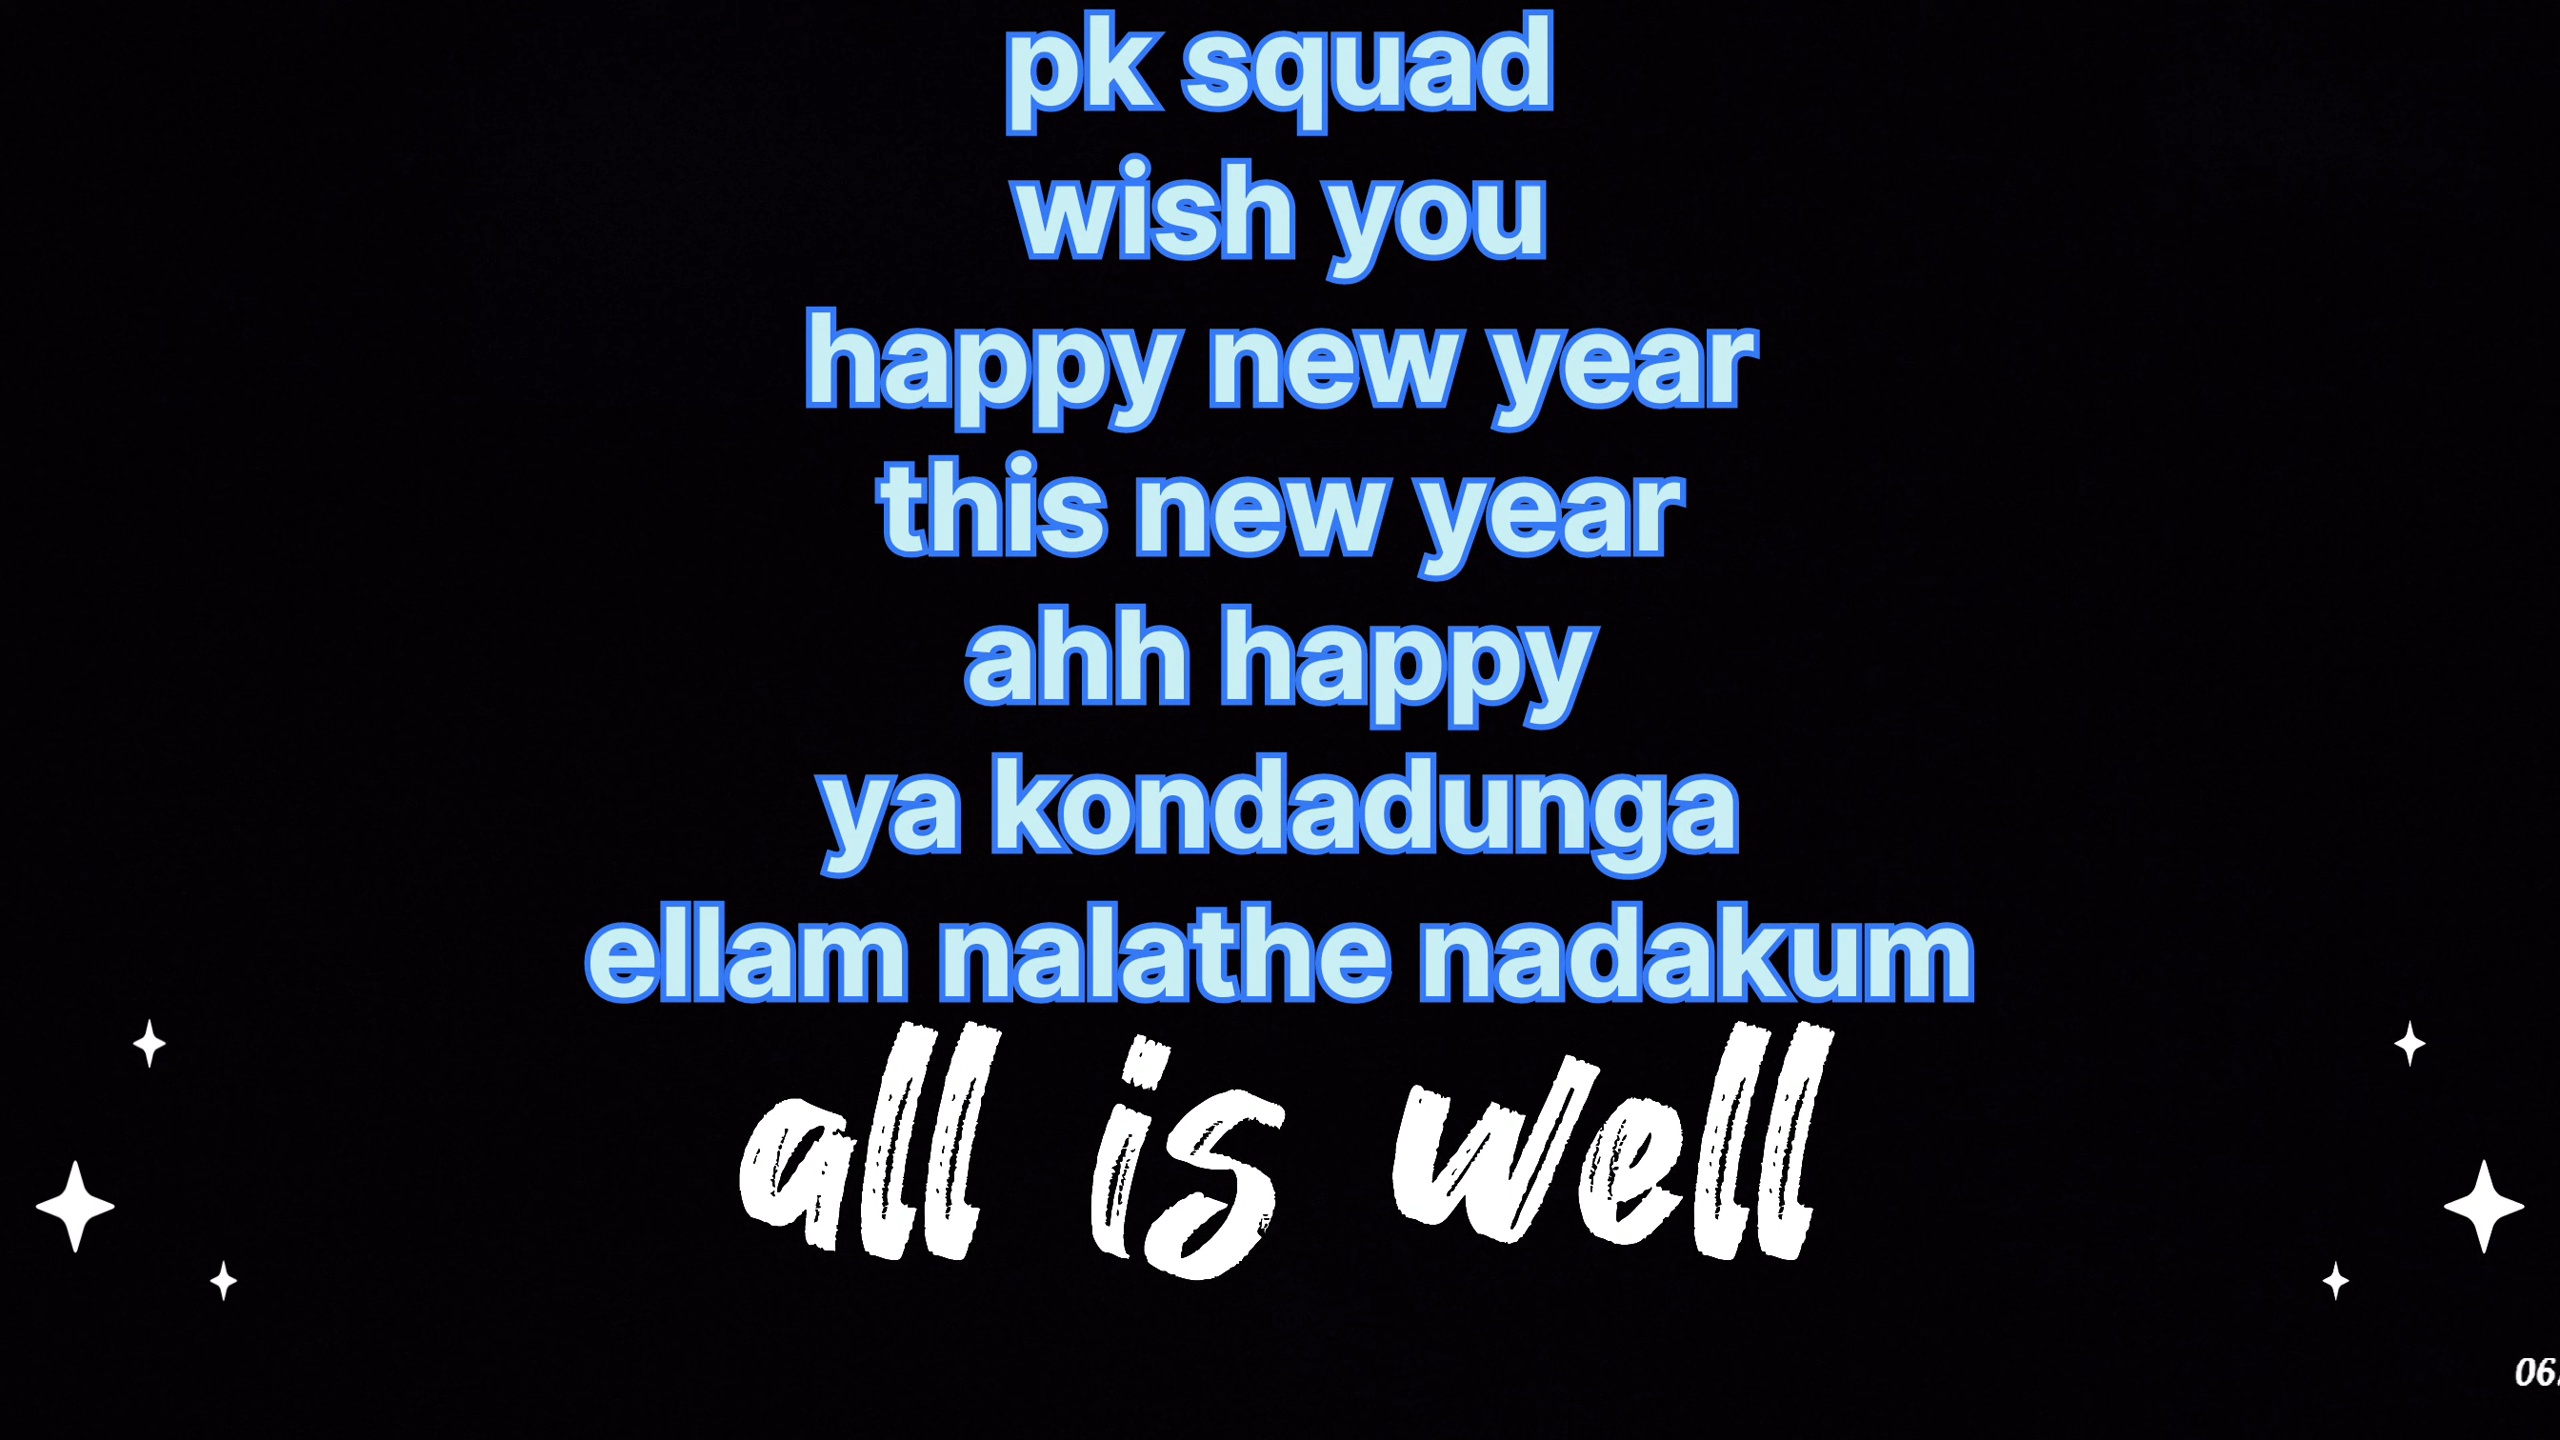 pk squad
wish you
happy new year
this new year
ahh happy
ya kondadunga
ellam nalathe nadakum
all is well
06